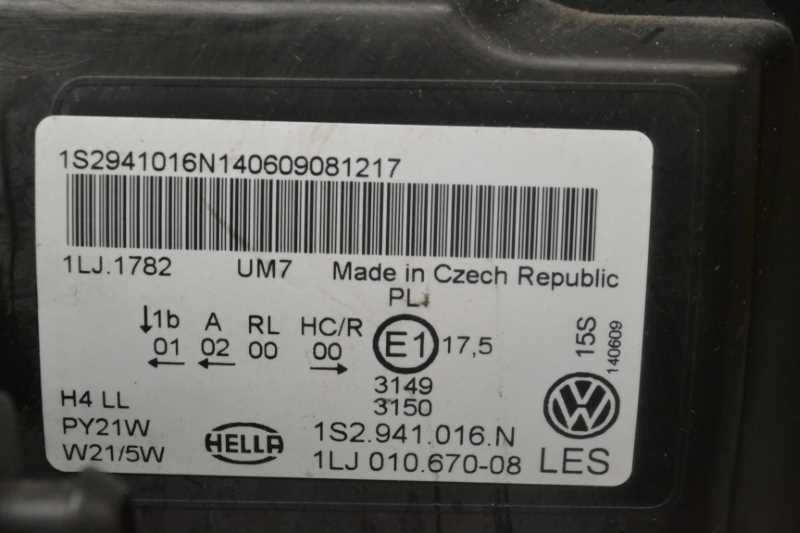 1S2941016N140609081217
1LJ.1782 UM7 Made in Czech Republic
PL
↓1b A RL HC/R
01 02 00 00 E1 17,5
← ← →
3149
3150
H4 LL
PY21W
W21/5W
HELLA
1S2.941.016.N
1LJ 010.670-08
15S
140609
VW
LES